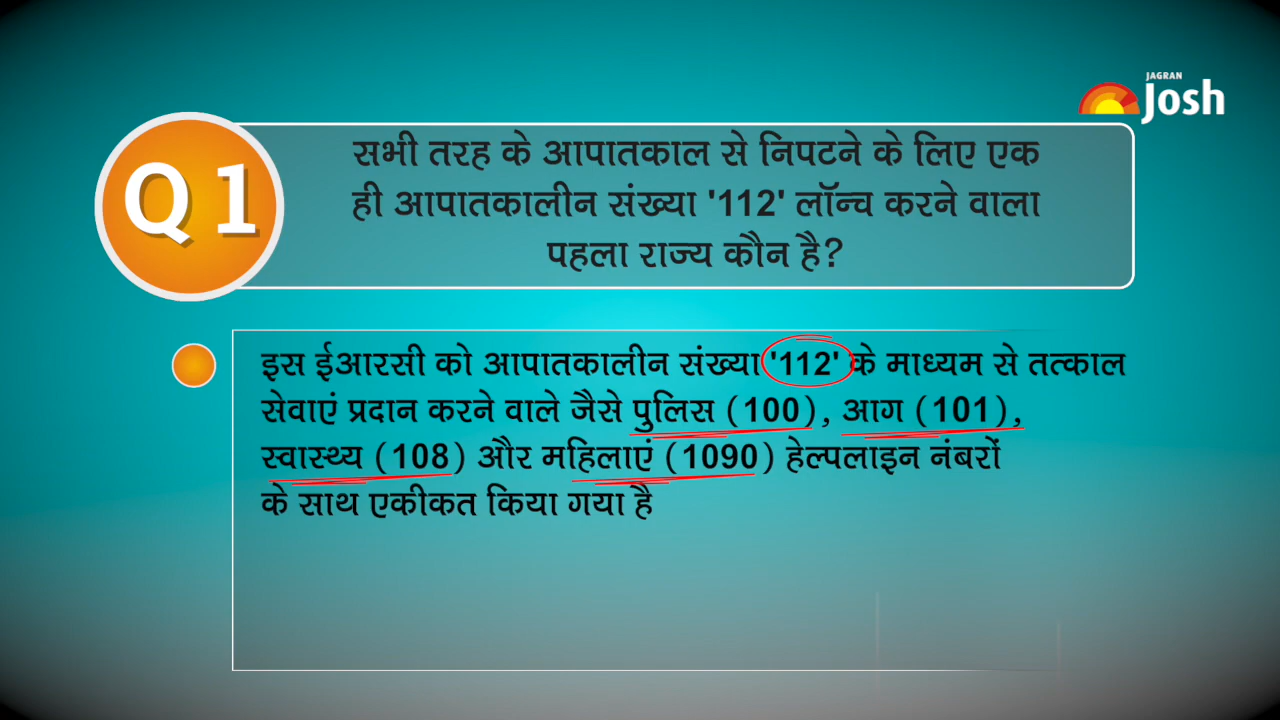 JAGRAN
Josh
Q 1
सभी तरह के आपातकाल से निपटने के लिए एक
ही आपातकालीन संख्या '112' लॉन्च करने वाला
पहला राज्य कौन है?
इस ईआरसी को आपातकालीन संख्या '112' के माध्यम से तत्काल
सेवाएं प्रदान करने वाले जैसे पुलिस (100), आग (101),
स्वास्थ्य (108) और महिलाएं (1090) हेल्पलाइन नंबरों
के साथ एकीकत किया गया है